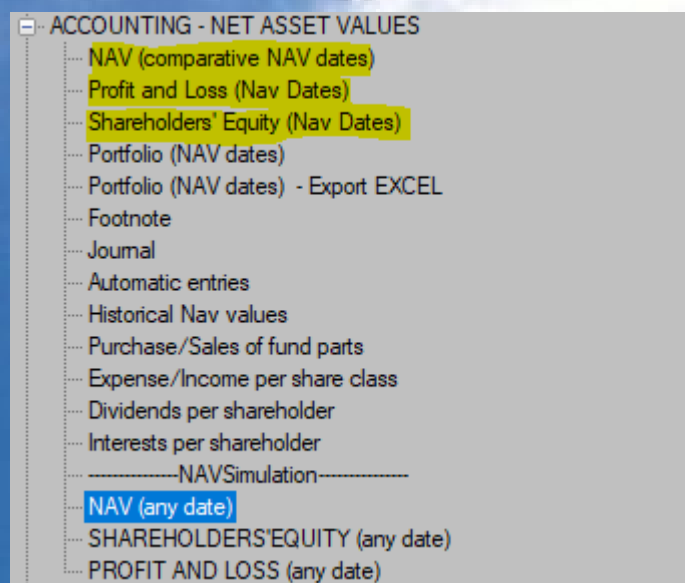 ACCOUNTING - NET ASSET VALUES
NAV (comparative NAV dates)
Profit and Loss (Nav Dates)
Shareholders' Equity (Nav Dates)
Portfolio (NAV dates)
Portfolio (NAV dates)  - Export EXCEL
Footnote
Journal
Automatic entries
Historical Nav values
Purchase/Sales of fund parts
Expense/Income per share class
Dividends per shareholder
Interests per shareholder
---------------NAVSimulation---------------
NAV (any date)
SHAREHOLDERS'EQUITY (any date)
PROFIT AND LOSS (any date)